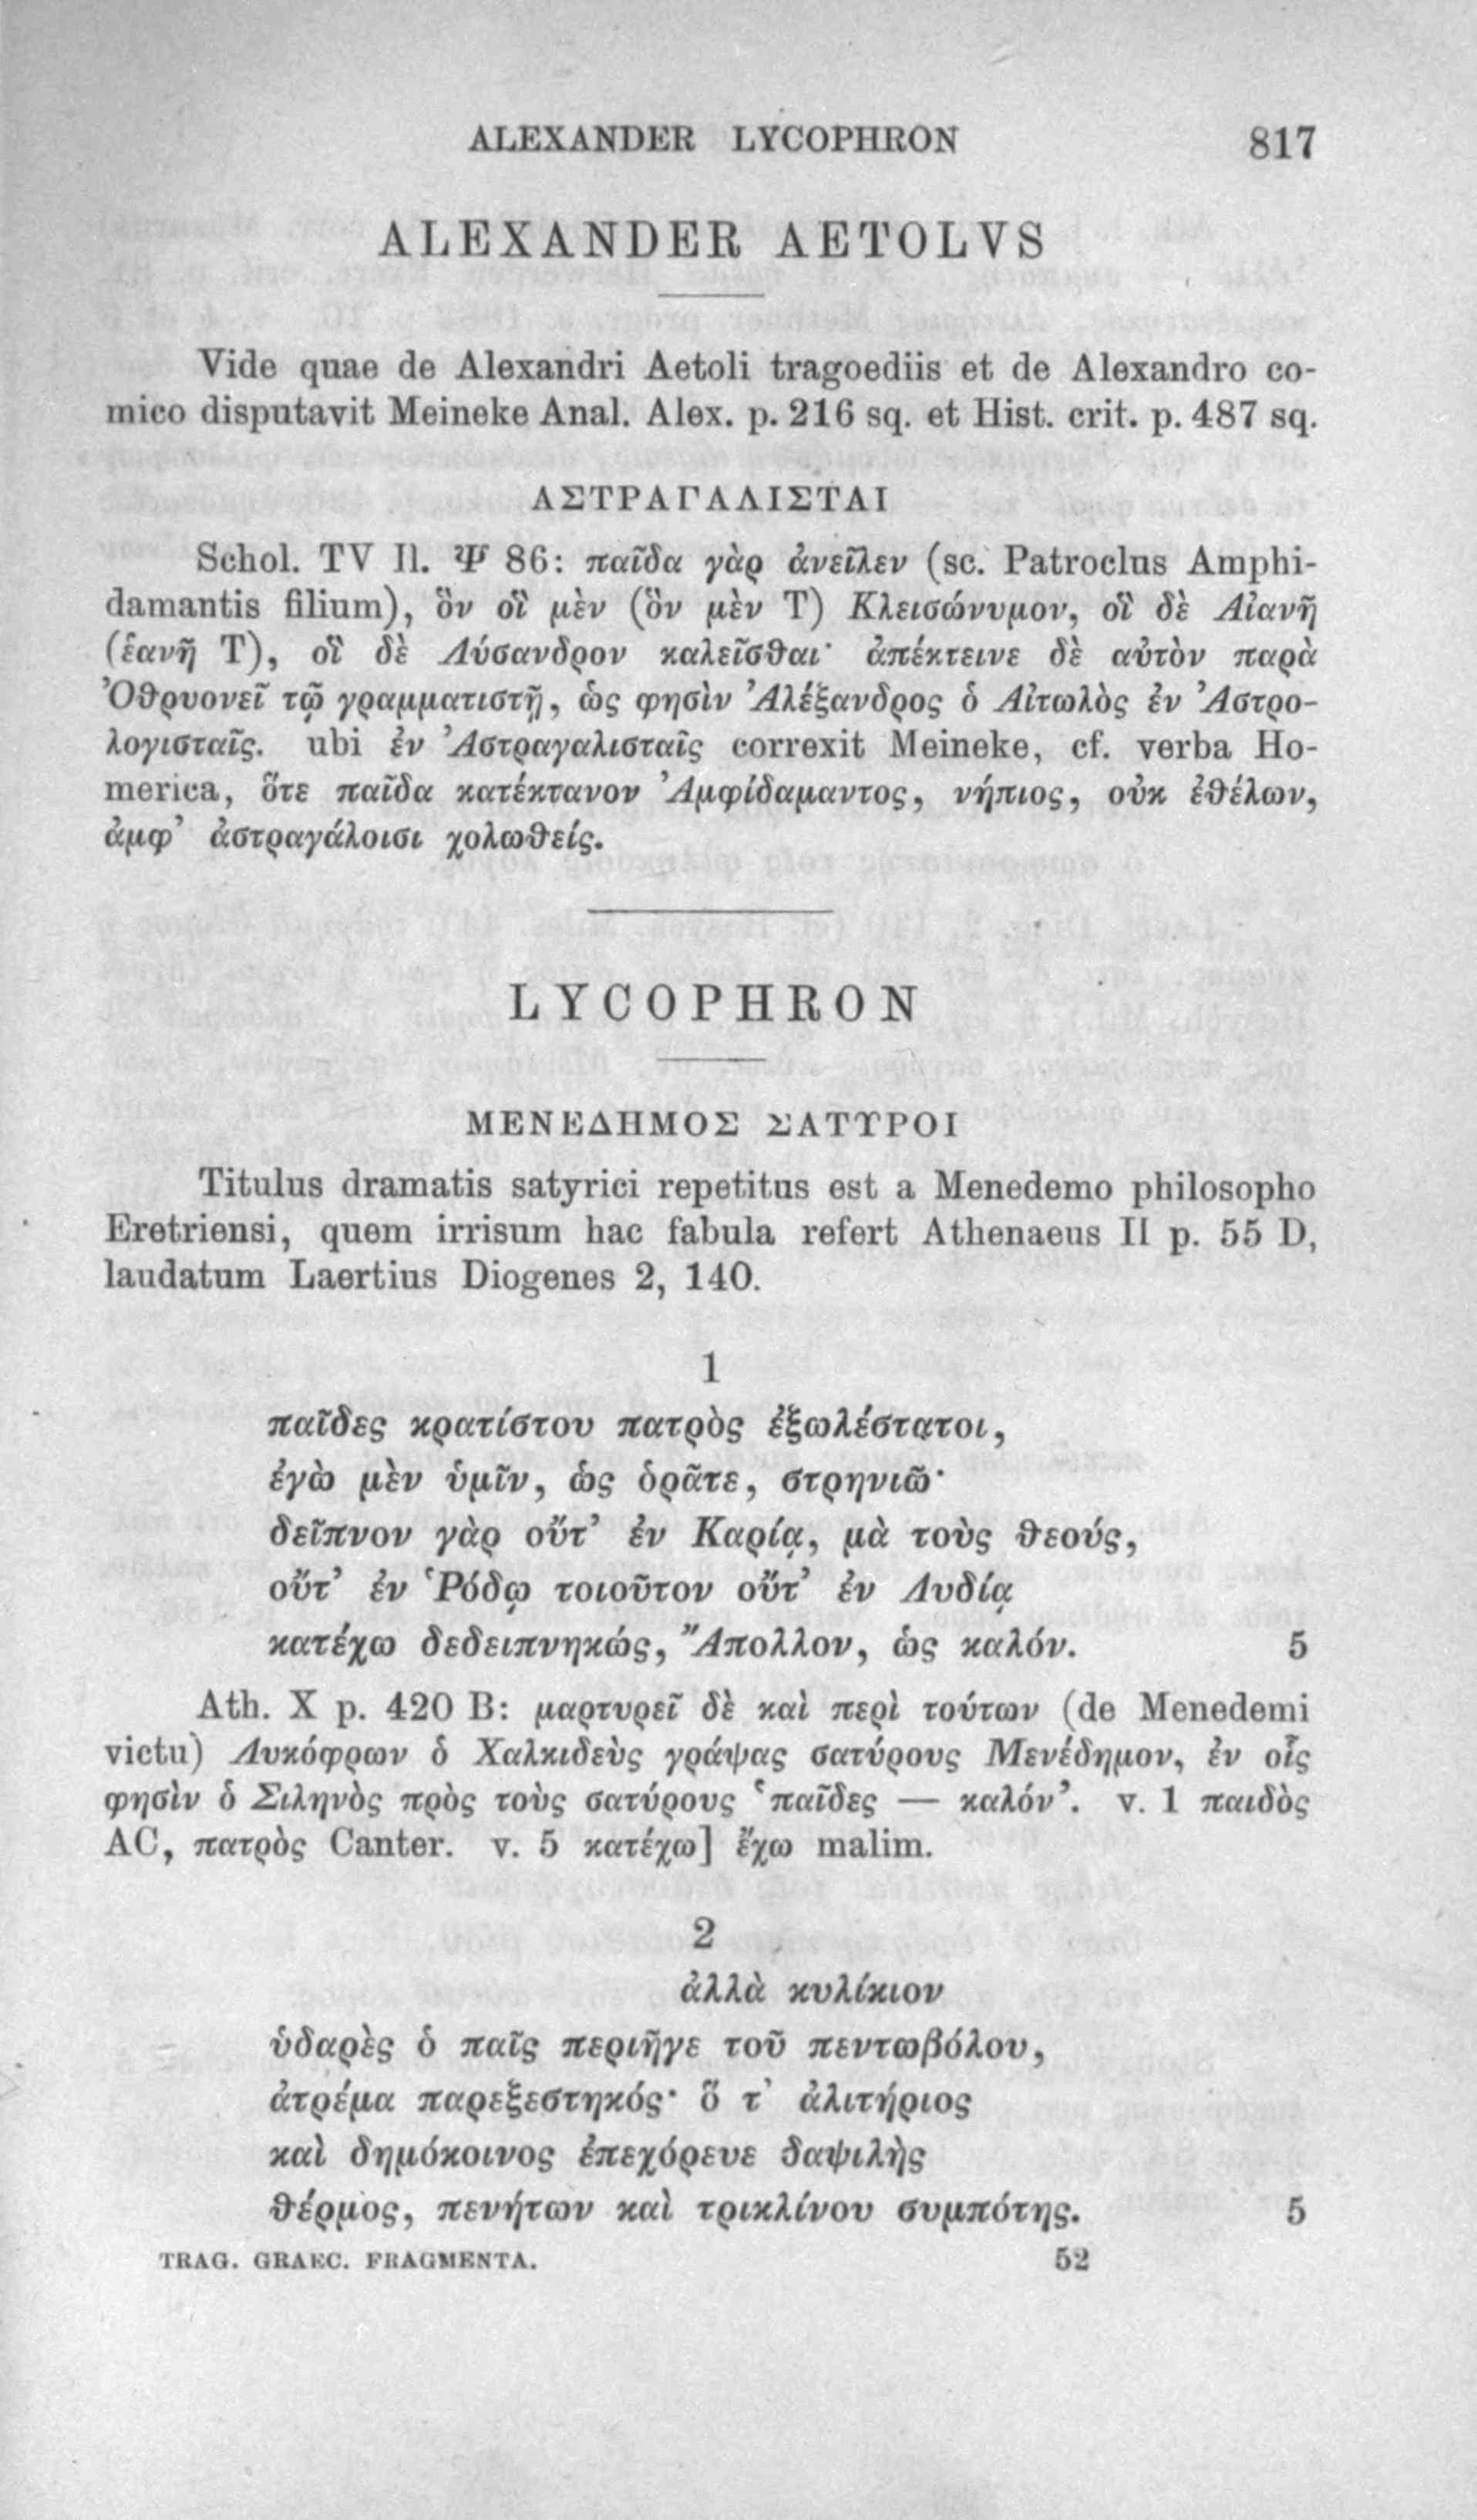 ALEXANDER LYCOPHRON 817
ALEXANDER AETOLVS
Vide quae de Alexandri Aetoli tragoediis et de Alexandro co-
mico disputavit Meineke Anal. Alex. p. 216 sq. et Hist. crit. p. 487 sq.
ΑΣΤΡΑΓΑΛΙΣΤΑΙ
Schol. TV Il. Ψ 86: παῖδα γὰρ ἀνεῖλεν (sc. Patroclus Amphi-
damantis filium), ὃν οἳ μὲν (ὃν μὲν T) Κλεισώνυμον, οἳ δὲ Αἰανῆ
(ἑανῆ T), οἳ δὲ Λύσανδρον καλεῖσθαι· ἀπέκτεινε δὲ αὐτὸν παρὰ
Ὀθρυονεῖ τῷ γραμματιστῇ, ὡς φησὶν Ἀλέξανδρος ὁ Αἰτωλὸς ἐν Ἀστρο-
λογισταῖς. ubi ἐν Ἀστραγαλισταῖς correxit Meineke, cf. verba Ho-
merica, ὅτε παῖδα κατέκτανον Ἀμφιδάμαντος, νήπιος, οὐκ ἐθέλων,
ἀμφ’ ἀστραγάλοισι χολωθείς.
LYCOPHRON
ΜΕΝΕΔΗΜΟΣ ΣΑΤΥΡΟΙ
Titulus dramatis satyrici repetitus est a Menedemo philosopho
Eretriensi, quem irrisum hac fabula refert Athenaeus II p. 55 D,
laudatum Laertius Diogenes 2, 140.
1
παῖδες κρατίστου πατρὸς ἐξωλέστατοι,
ἐγὼ μὲν ὑμῖν, ὡς ὁρᾶτε, στρηνιῶ·
δεῖπνον γὰρ οὔτ’ ἐν Καρίᾳ, μὰ τοὺς θεούς,
οὔτ’ ἐν Ῥόδῳ τοιοῦτον οὔτ’ ἐν Λυδίᾳ
κατέχω δεδειπνηκώς, Ἄπολλον, ὡς καλόν. 5
Ath. X p. 420 B: μαρτυρεῖ δὲ καὶ περὶ τούτων (de Menedemi
victu) Λυκόφρων ὁ Χαλκιδεὺς γράψας σατύρους Μενέδημον, ἐν οἷς
φησὶν ὁ Σιληνὸς πρὸς τοὺς σατύρους ‘παῖδες — καλόν’. v. 1 παιδὸς
AC, πατρὸς Canter. v. 5 κατέχω] ἔχω malim.
2
ἀλλὰ κυλίκιον
ὑδαρὲς ὁ παῖς περιῆγε τοῦ πεντωβόλου,
ἀτρέμα παρεξεστηκός· ὅ τ’ ἀλιτήριος
καὶ δημόκοινος ἐπεχόρευε δαψιλὴς
θέρμος, πενήτων καὶ τρικλίνου συμπότης. 5
TRAG. GRAEC. FRAGMENTA. 52